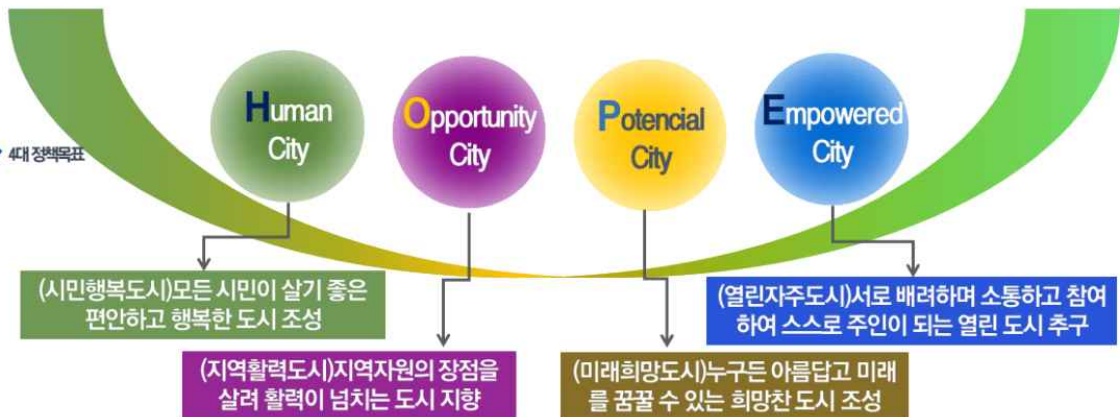 Human
City
Opportunity
City
Potencial
City
Empowered
City
4대 정책목표
(시민행복도시)모든 시민이 살기 좋은
편안하고 행복한 도시 조성
(지역활력도시)지역자원의 장점을
살려 활력이 넘치는 도시 지향
(미래희망도시)누구든 아름답고 미래
를 꿈꿀 수 있는 희망찬 도시 조성
(열린자주도시)서로 배려하며 소통하고 참여
하여 스스로 주인이 되는 열린 도시 추구